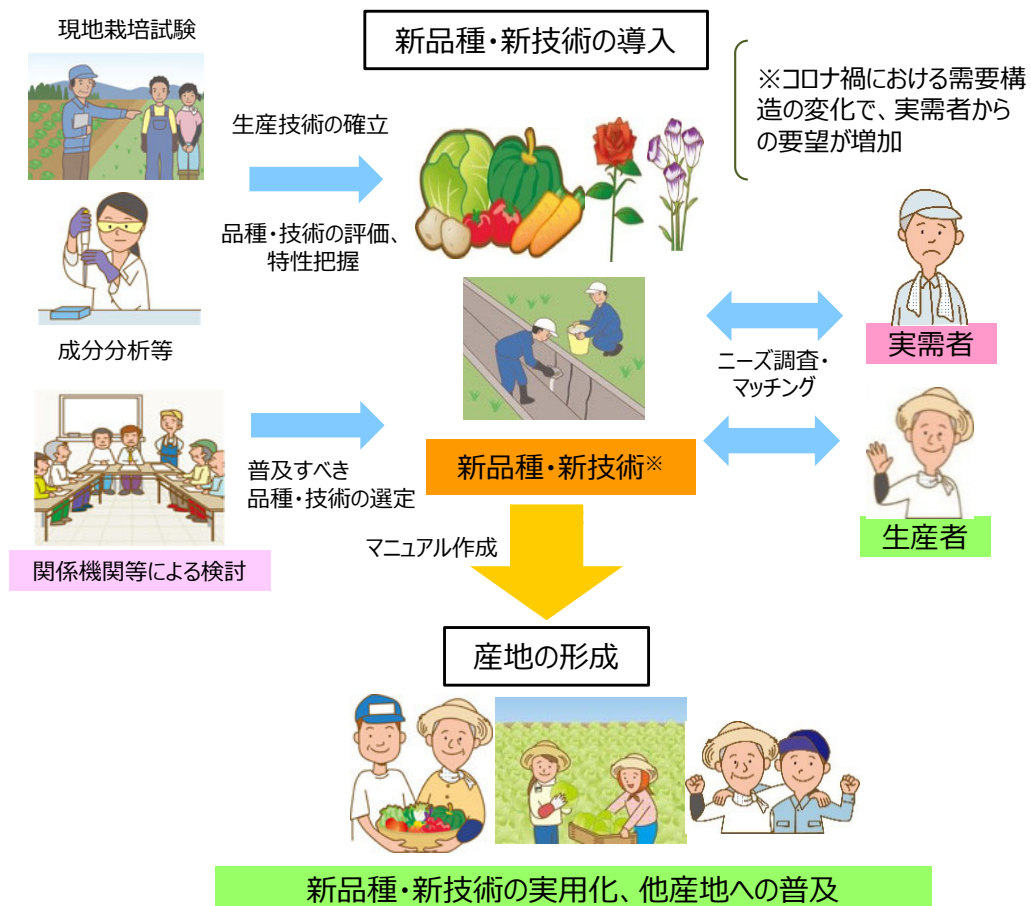 現地栽培試験
新品種・新技術の導入
※コロナ禍における需要構
造の変化で、実需者から
の要望が増加
生産技術の確立
品種・技術の評価、
特性把握
成分分析等
実需者
ニーズ調査・
マッチング
普及すべき
品種・技術の選定
新品種・新技術※
生産者
関係機関等による検討
マニュアル作成
産地の形成
新品種・新技術の実用化、他産地への普及